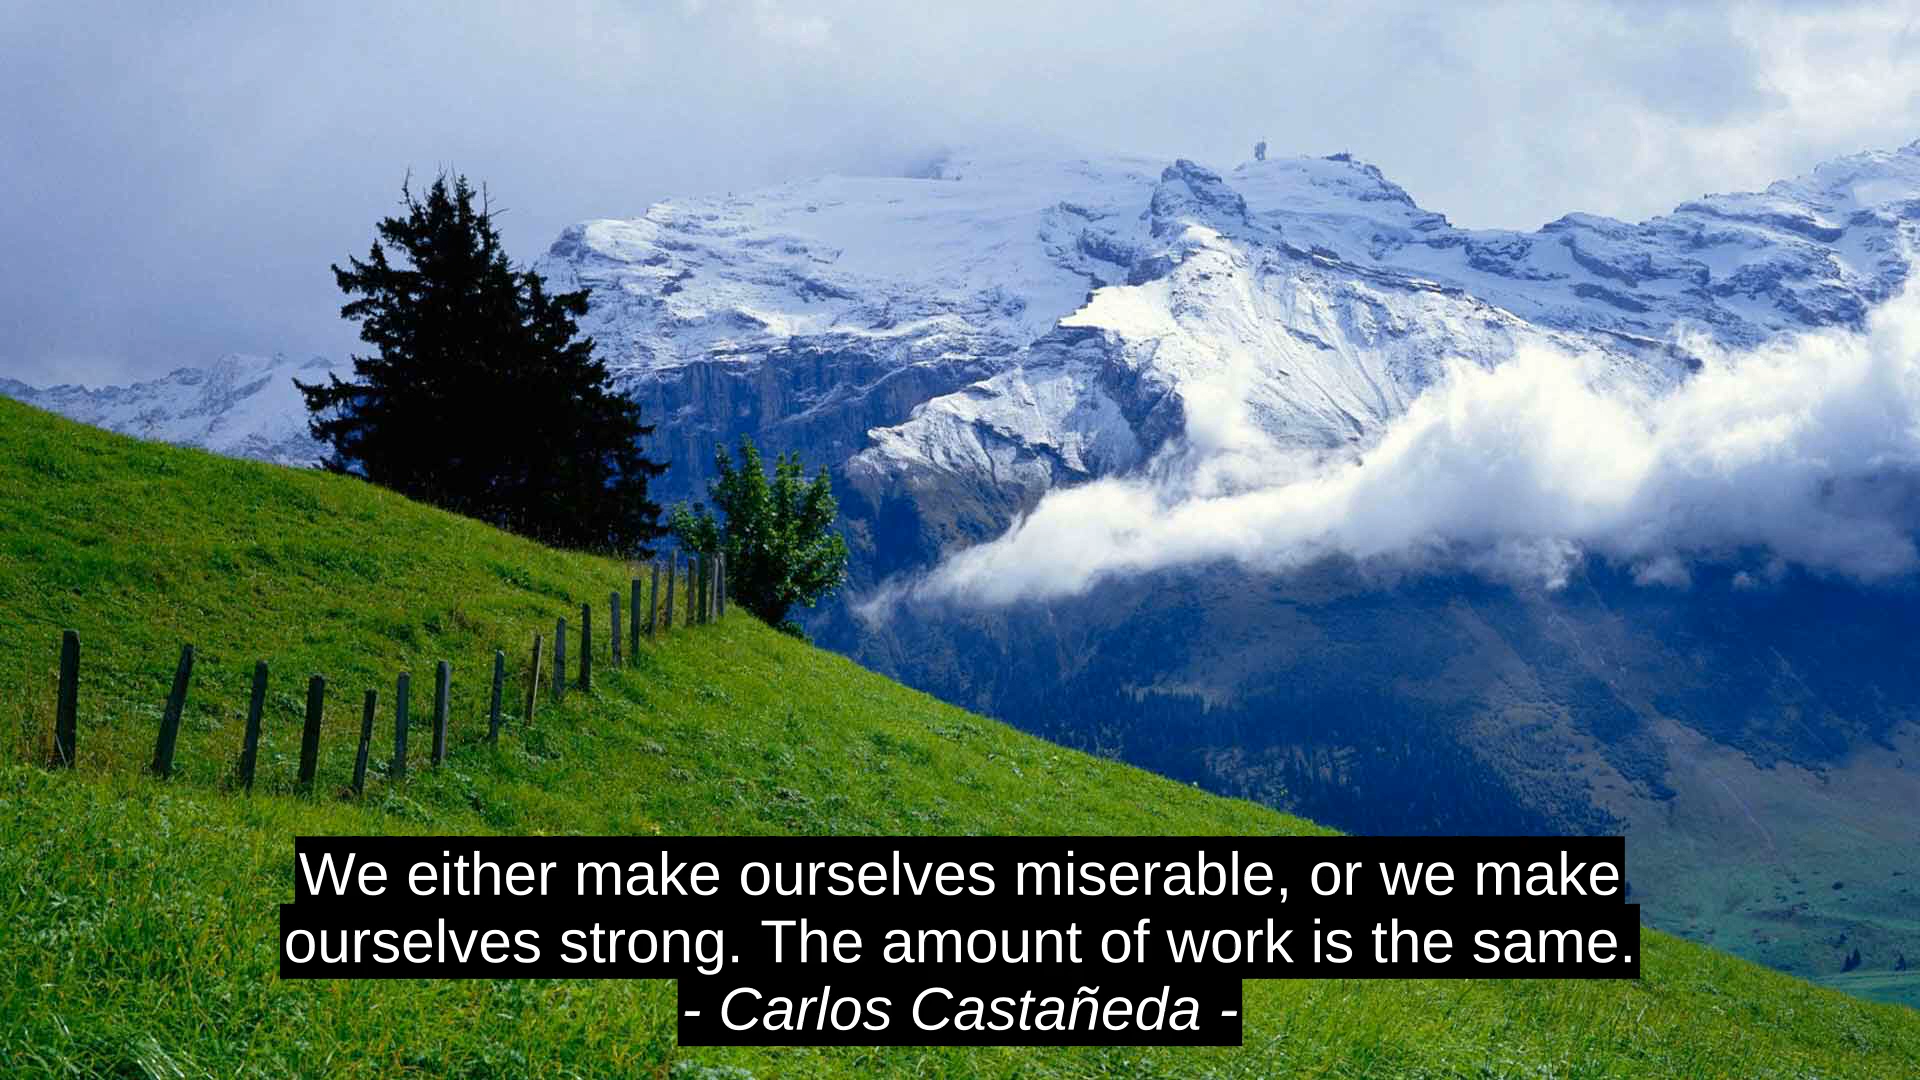 We either make ourselves miserable, or we make
ourselves strong. The amount of work is the same.
- Carlos Castañeda -